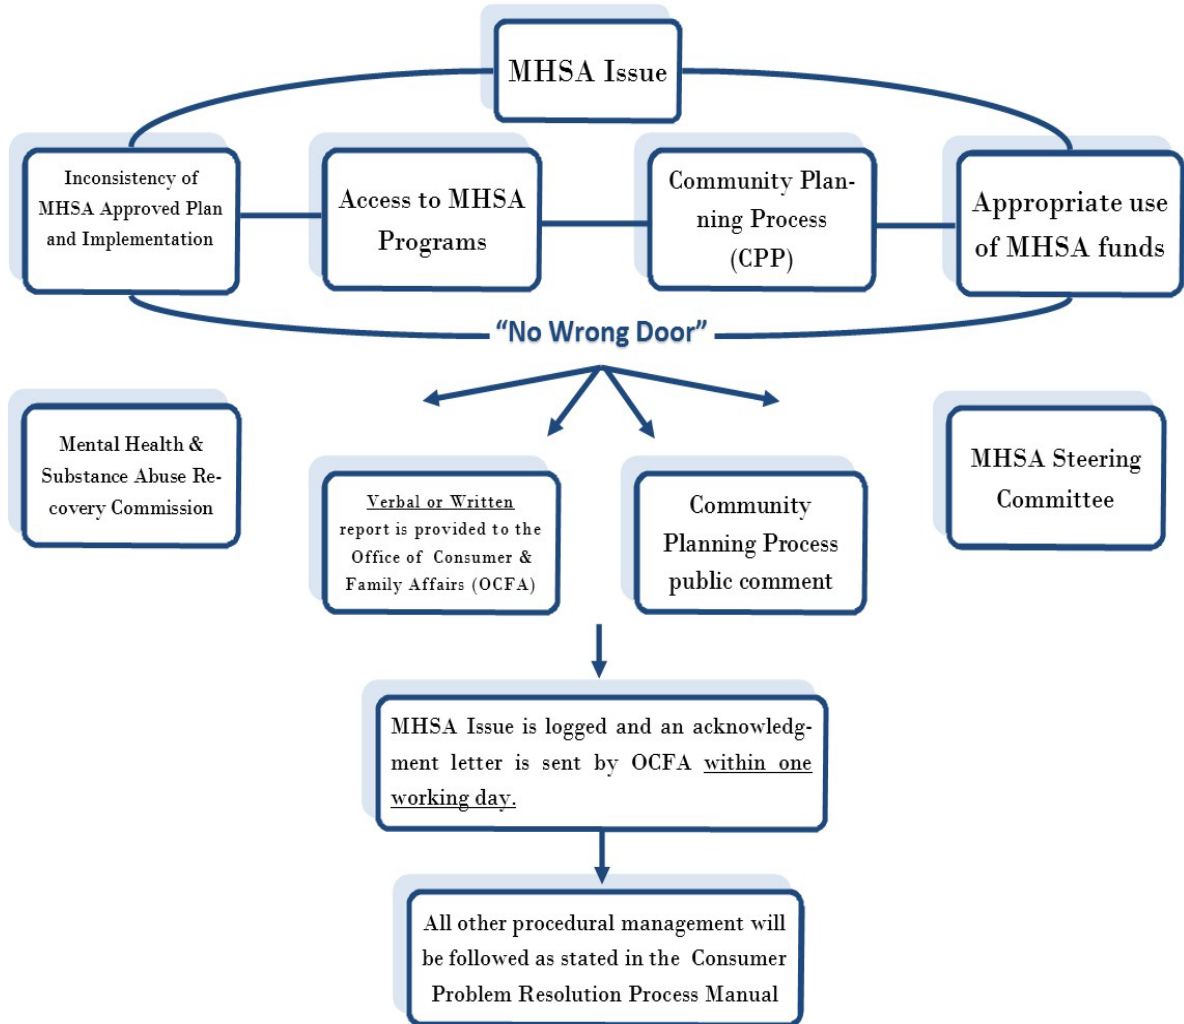 MHSA Issue
Inconsistency of
MHSA Approved Plan
and Implementation
Access to MHSA
Programs
Community Plan-
ning Process
(CPP)
Appropriate use
of MHSA funds
“No Wrong Door”
Mental Health &
Substance Abuse Re-
covery Commission
Verbal or Written
report is provided to the
Office of Consumer &
Family Affairs (OCFA)
Community
Planning Process
public comment
MHSA Steering
Committee
MHSA Issue is logged and an acknowledg-
ment letter is sent by OCFA within one
working day.
All other procedural management will
be followed as stated in the Consumer
Problem Resolution Process Manual